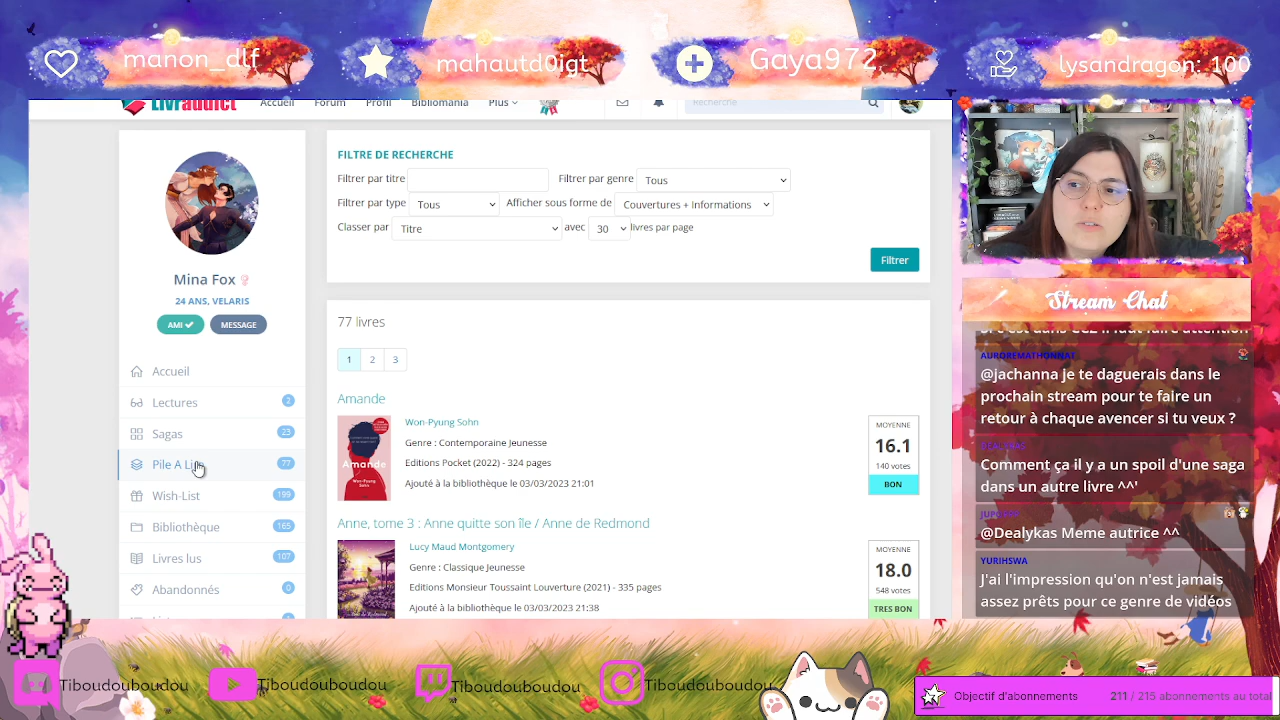 manon_dlf
mahautd0igt
Gaya972
lysandragon: 100
Livraddict
Accueil Forum Profil Bibliomania Plus
Recherche
Mina Fox
24 ANS, VELARIS
AMI MESSAGE
Accueil
Lectures 2
Sagas 23
Pile A Li 77
Wish-List 199
Bibliothèque 165
Livres lus 107
Abandonnés 0
FILTRE DE RECHERCHE
Filtrer par titre Filtrer par genre Tous
Filtrer par type Tous Afficher sous forme de Couvertures + Informations
Classer par Titre avec 30 livres par page
Filtrer
77 livres
1 2 3
Amande
Won-Pyung Sohn
Genre : Contemporaine Jeunesse
Editions Pocket (2022) - 324 pages
Ajouté à la bibliothèque le 03/03/2023 21:01
MOYENNE
16.1
140 votes
BON
Amande
Anne, tome 3 : Anne quitte son île / Anne de Redmond
Lucy Maud Montgomery
Genre : Classique Jeunesse
Editions Monsieur Toussaint Louverture (2021) - 335 pages
Ajouté à la bibliothèque le 03/03/2023 21:38
MOYENNE
18.0
548 votes
TRES BON
Stream Chat
AUROREMATHONNAT
@jachanna je te daguerais dans le
prochain stream pour te faire un
retour à chaque avencer si tu veux ?
Comment ça il y a un spoil d'une saga
dans un autre livre ^^'
@Dealykas Meme autrice ^^
YURIHSWA
J'ai l'impression qu'on n'est jamais
assez prêts pour ce genre de vidéos
Tiboudouboudou Tiboudouboudou Tiboudouboudou Tiboudouboudou
Objectif d'abonnements 211 / 215 abonnements au total